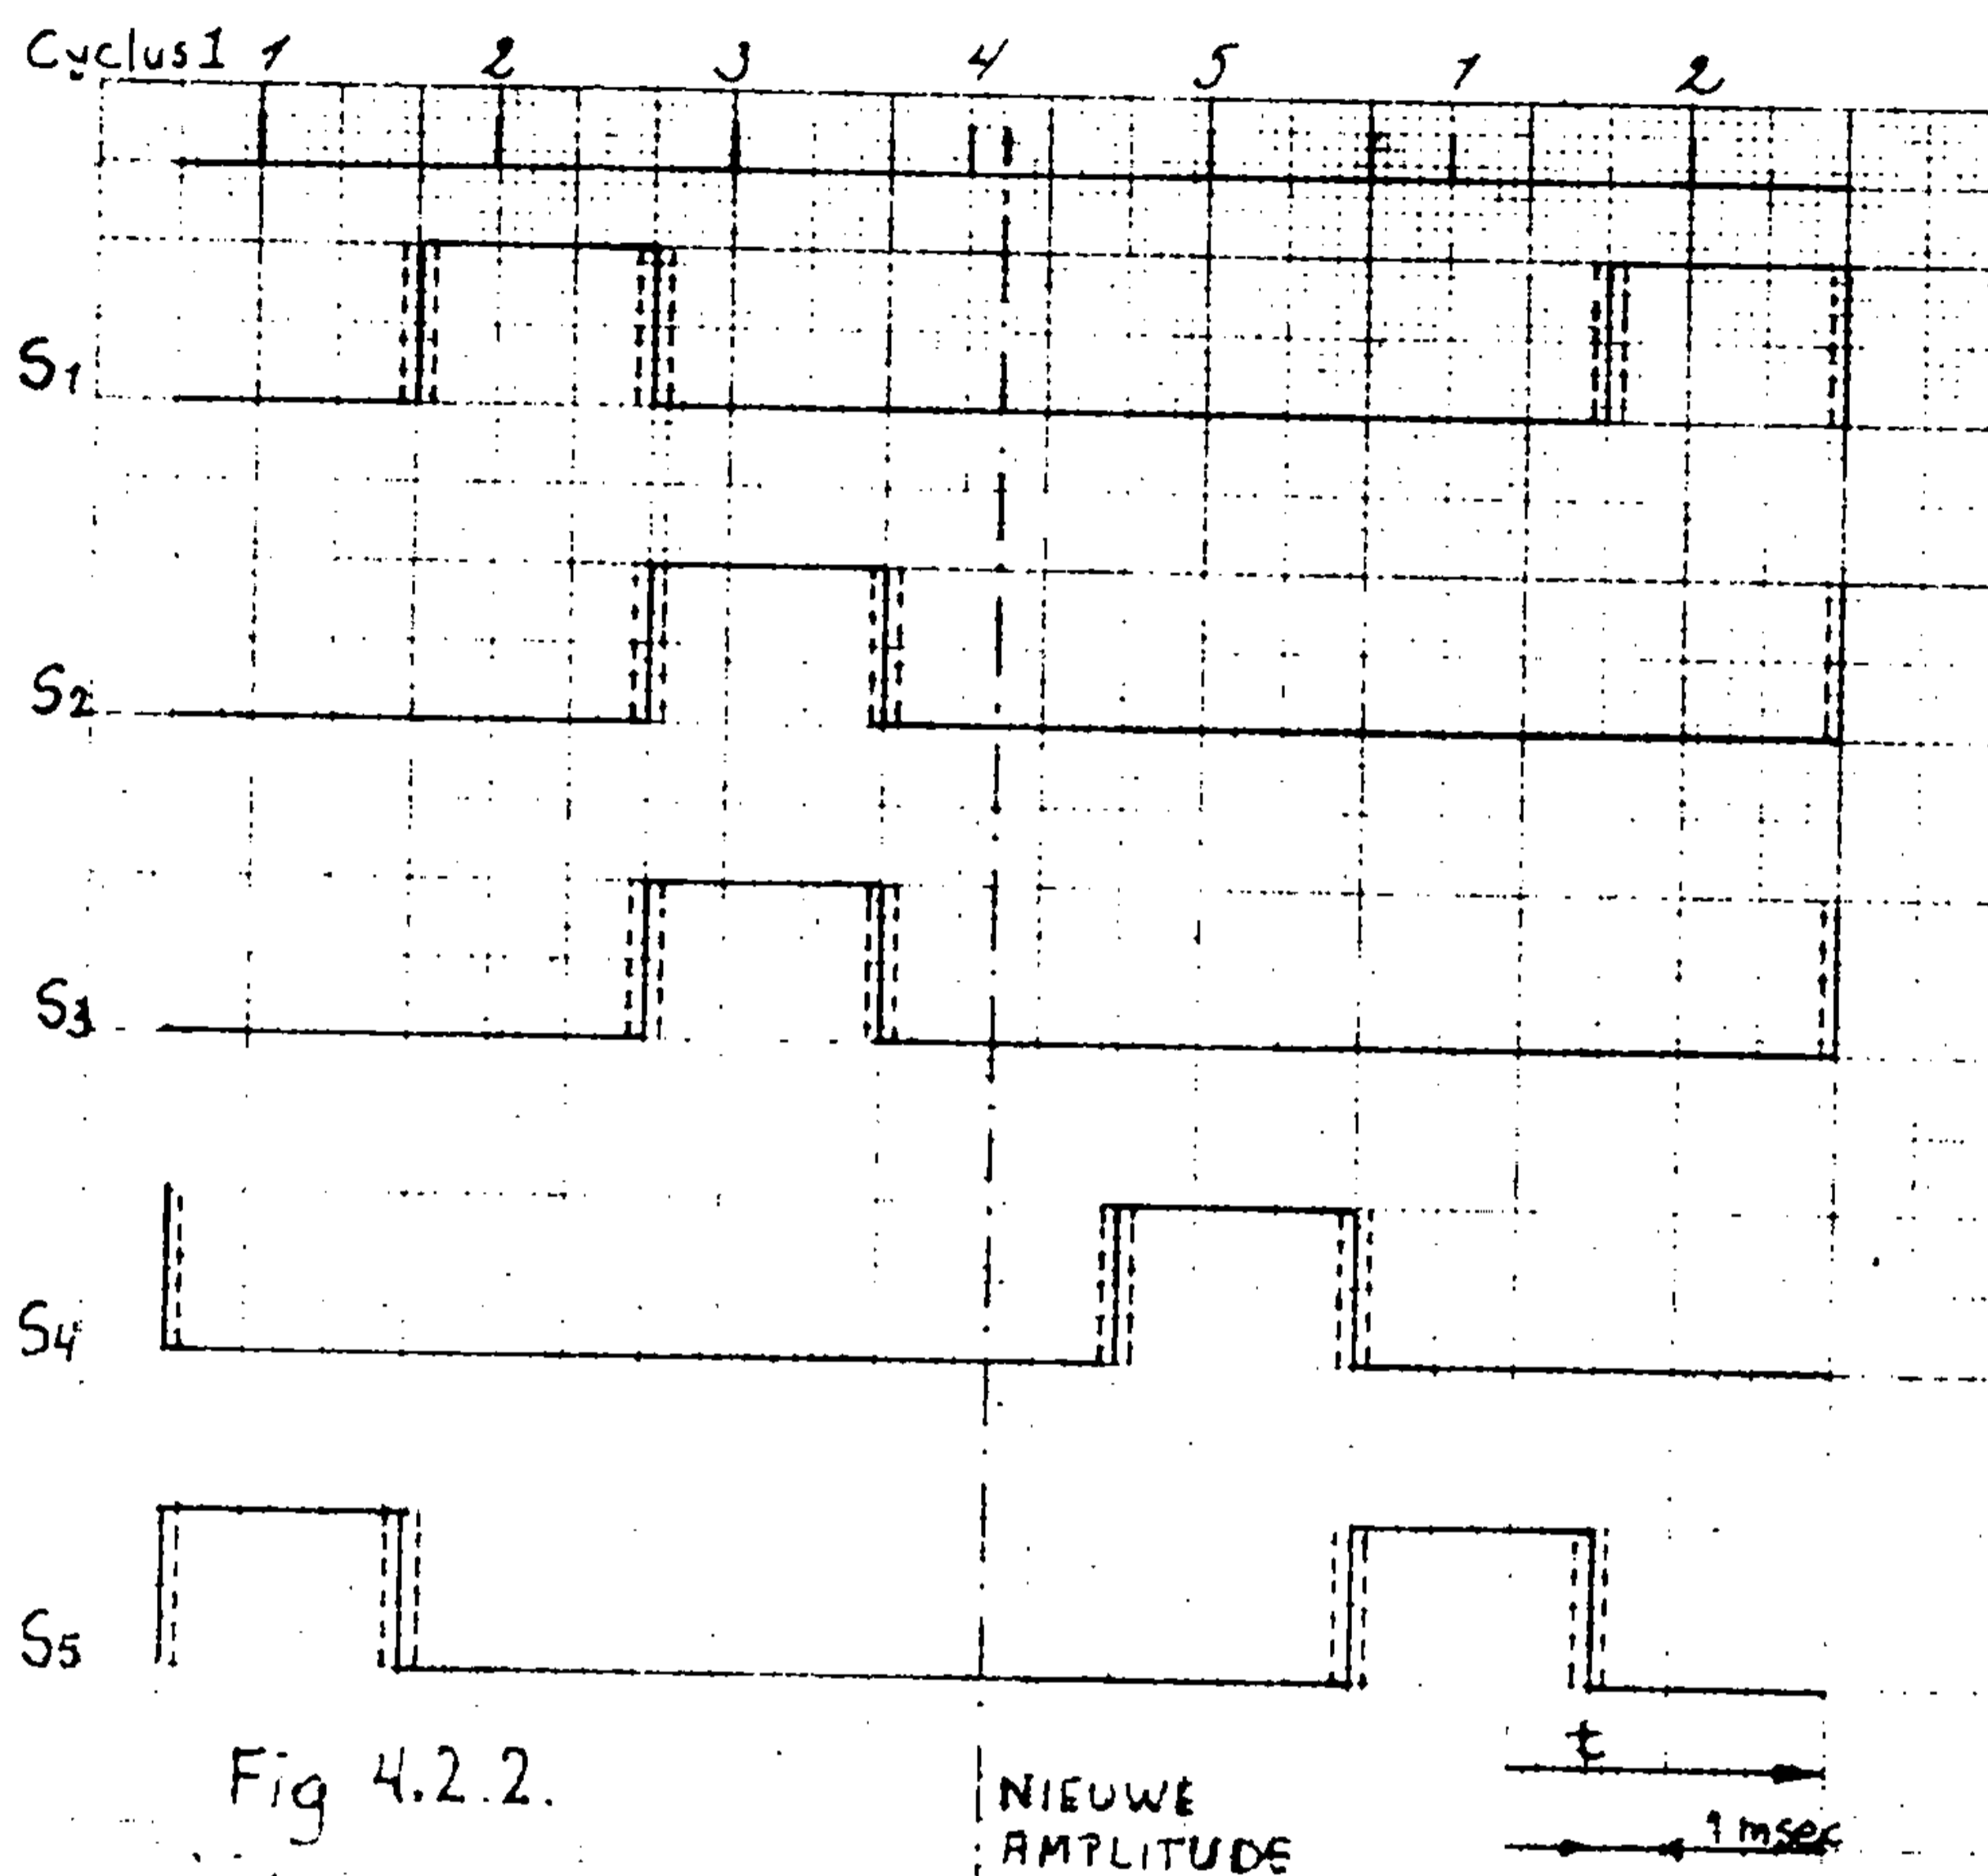 Cyclus 1 1 2 3 4 5 1 2
S1
S2
S3
S4
S5
Fig 4.2.2.
NIEUWE
AMPLITUDE
t
1 msec